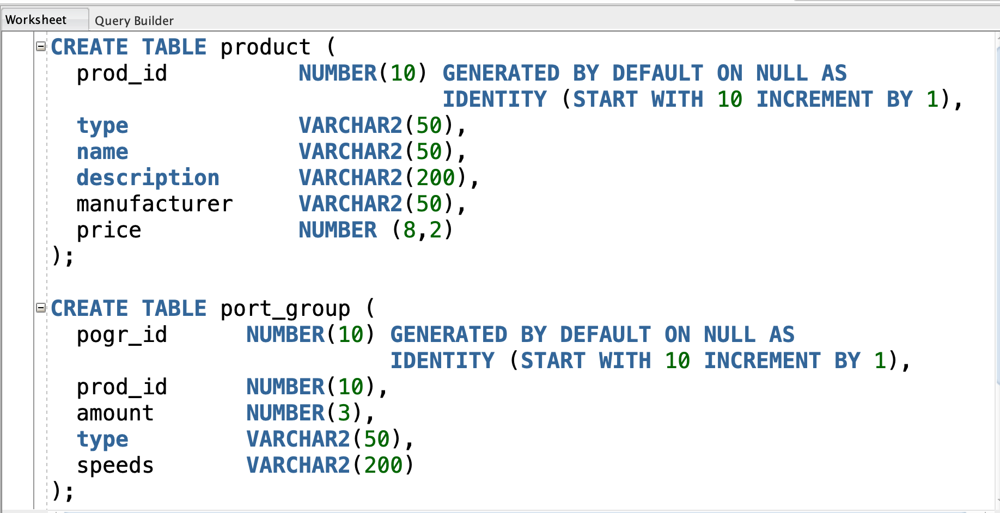 Worksheet Query Builder
CREATE TABLE product (
  prod_id          NUMBER(10) GENERATED BY DEFAULT ON NULL AS
                              IDENTITY (START WITH 10 INCREMENT BY 1),
  type             VARCHAR2(50),
  name             VARCHAR2(50),
  description      VARCHAR2(200),
  manufacturer     VARCHAR2(50),
  price            NUMBER (8,2)
);
CREATE TABLE port_group (
  pogr_id      NUMBER(10) GENERATED BY DEFAULT ON NULL AS
                          IDENTITY (START WITH 10 INCREMENT BY 1),
  prod_id      NUMBER(10),
  amount       NUMBER(3),
  type         VARCHAR2(50),
  speeds       VARCHAR2(200)
);